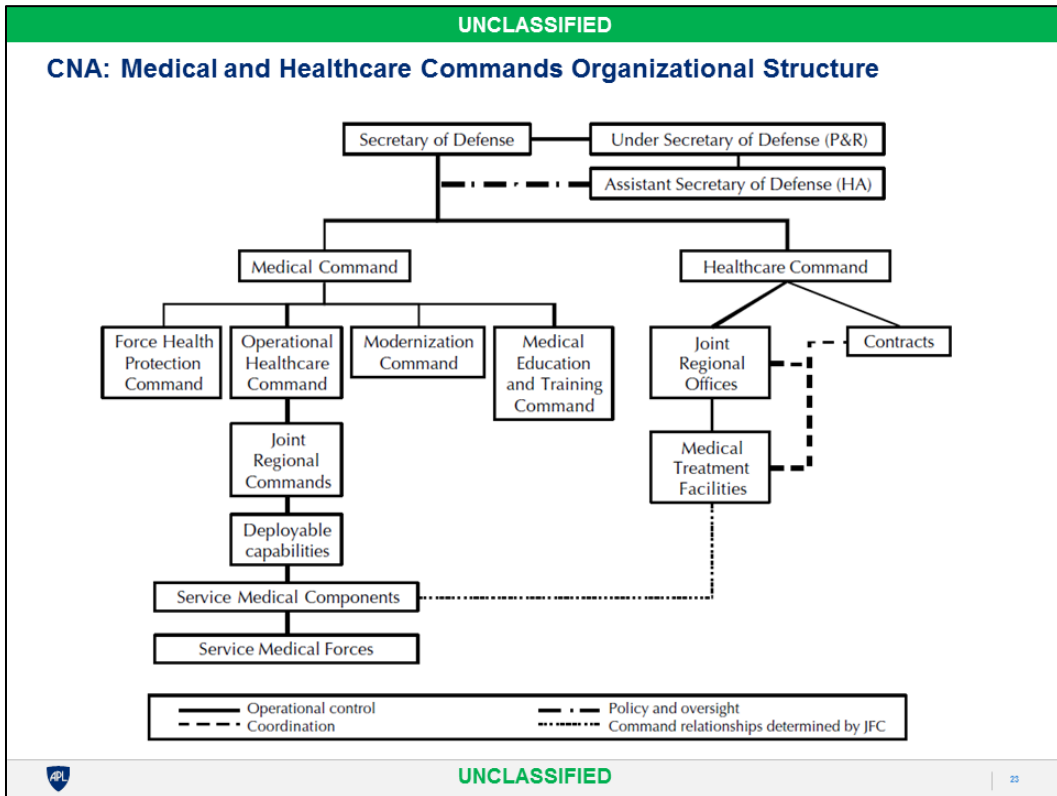 UNCLASSIFIED
CNA: Medical and Healthcare Commands Organizational Structure
Secretary of Defense
Under Secretary of Defense (P&R)
Assistant Secretary of Defense (HA)
Medical Command
Healthcare Command
Force Health
Protection
Command
Operational
Healthcare
Command
Modernization
Command
Medical
Education
and Training
Command
Joint
Regional
Offices
Contracts
Joint
Regional
Commands
Medical
Treatment
Facilities
Deployable
capabilities
Service Medical Components
Service Medical Forces
Operational control
Policy and oversight
Coordination
Command relationships determined by JFC
APL
UNCLASSIFIED
23